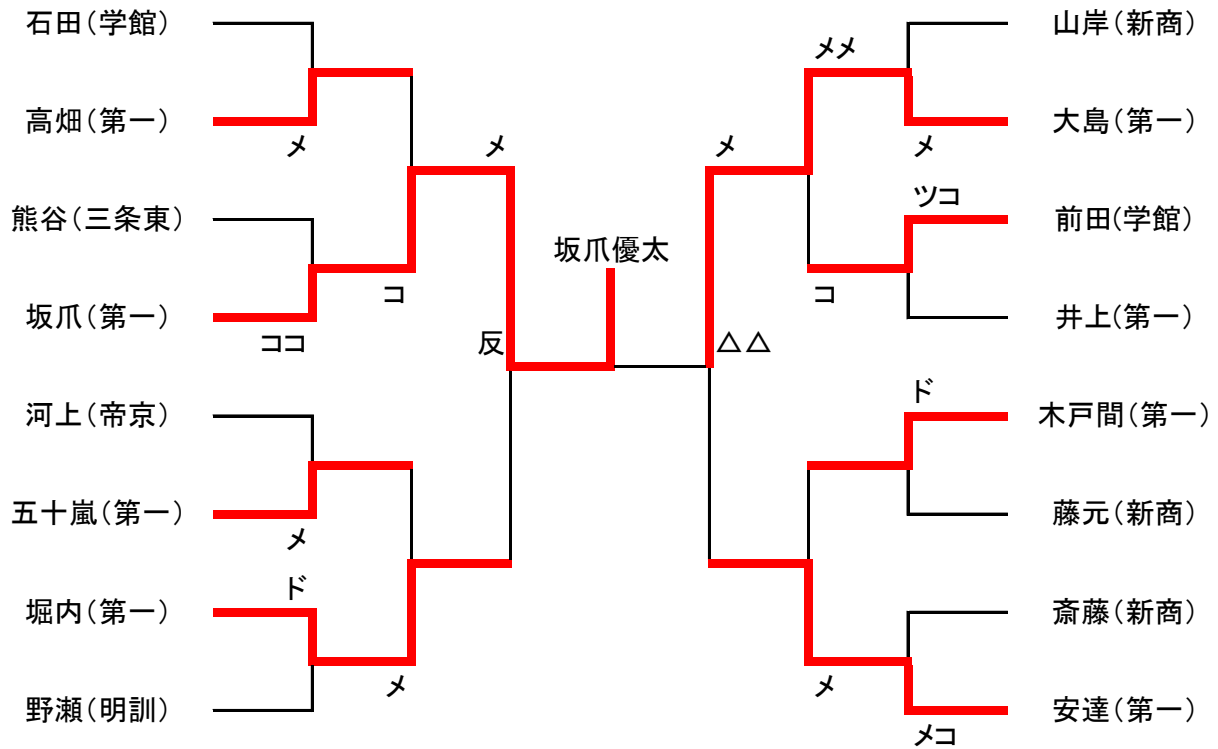 石田(学館)
高畑(第一)
メ
熊谷(三条東)
坂爪(第一)
ココ
河上(帝京)
五十嵐(第一)
メ
ド
堀内(第一)
野瀬(明訓)
コ
メ
メ
反
坂爪優太
メ
△△
メメ
コ
メ
山岸(新商)
大島(第一)
メ
ツコ
前田(学館)
井上(第一)
ド
木戸間(第一)
藤元(新商)
斎藤(新商)
安達(第一)
メコ